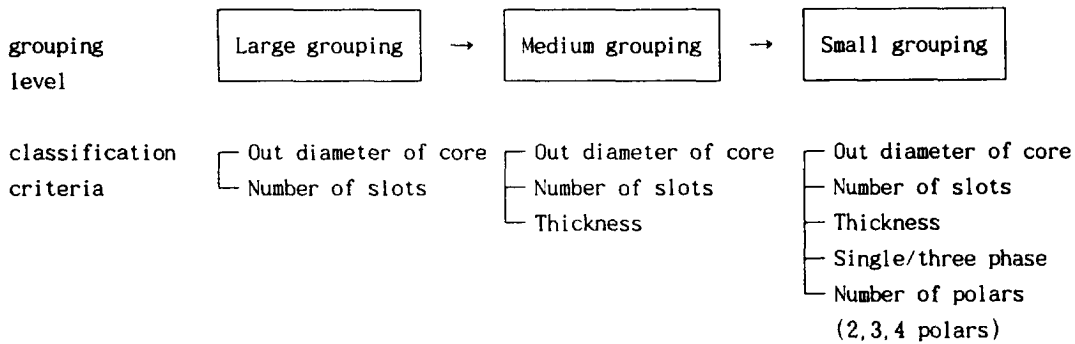 grouping level
Large grouping → Medium grouping → Small grouping
classification criteria
Out diameter of core
Number of slots
Out diameter of core
Number of slots
Thickness
Out diameter of core
Number of slots
Thickness
Single/three phase
Number of polars
(2,3,4 polars)